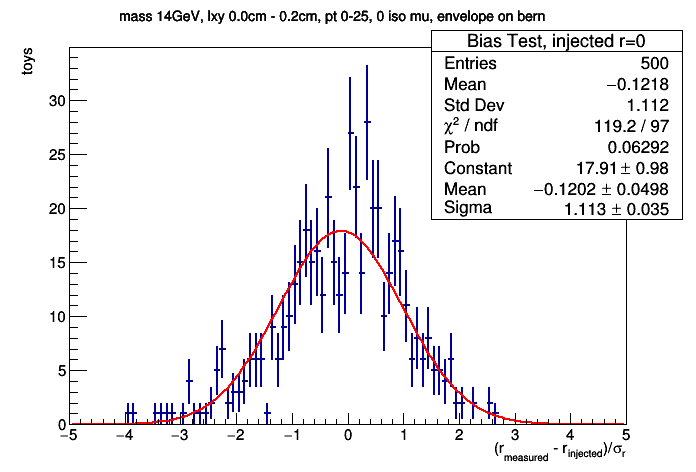 mass 14GeV, lxy 0.0cm - 0.2cm, pt 0-25, 0 iso mu, envelope on bern
Bias Test, injected r=0
Entries 500
Mean −0.1218
Std Dev 1.112
χ² / ndf 119.2 / 97
Prob 0.06292
Constant 17.91 ± 0.98
Mean −0.1202 ± 0.0498
Sigma 1.113 ± 0.035
toys
30
25
20
15
10
5
0
−5 −4 −3 −2 −1 0 1 2 3 4 5
(r_measured - r_injected)/σ_r